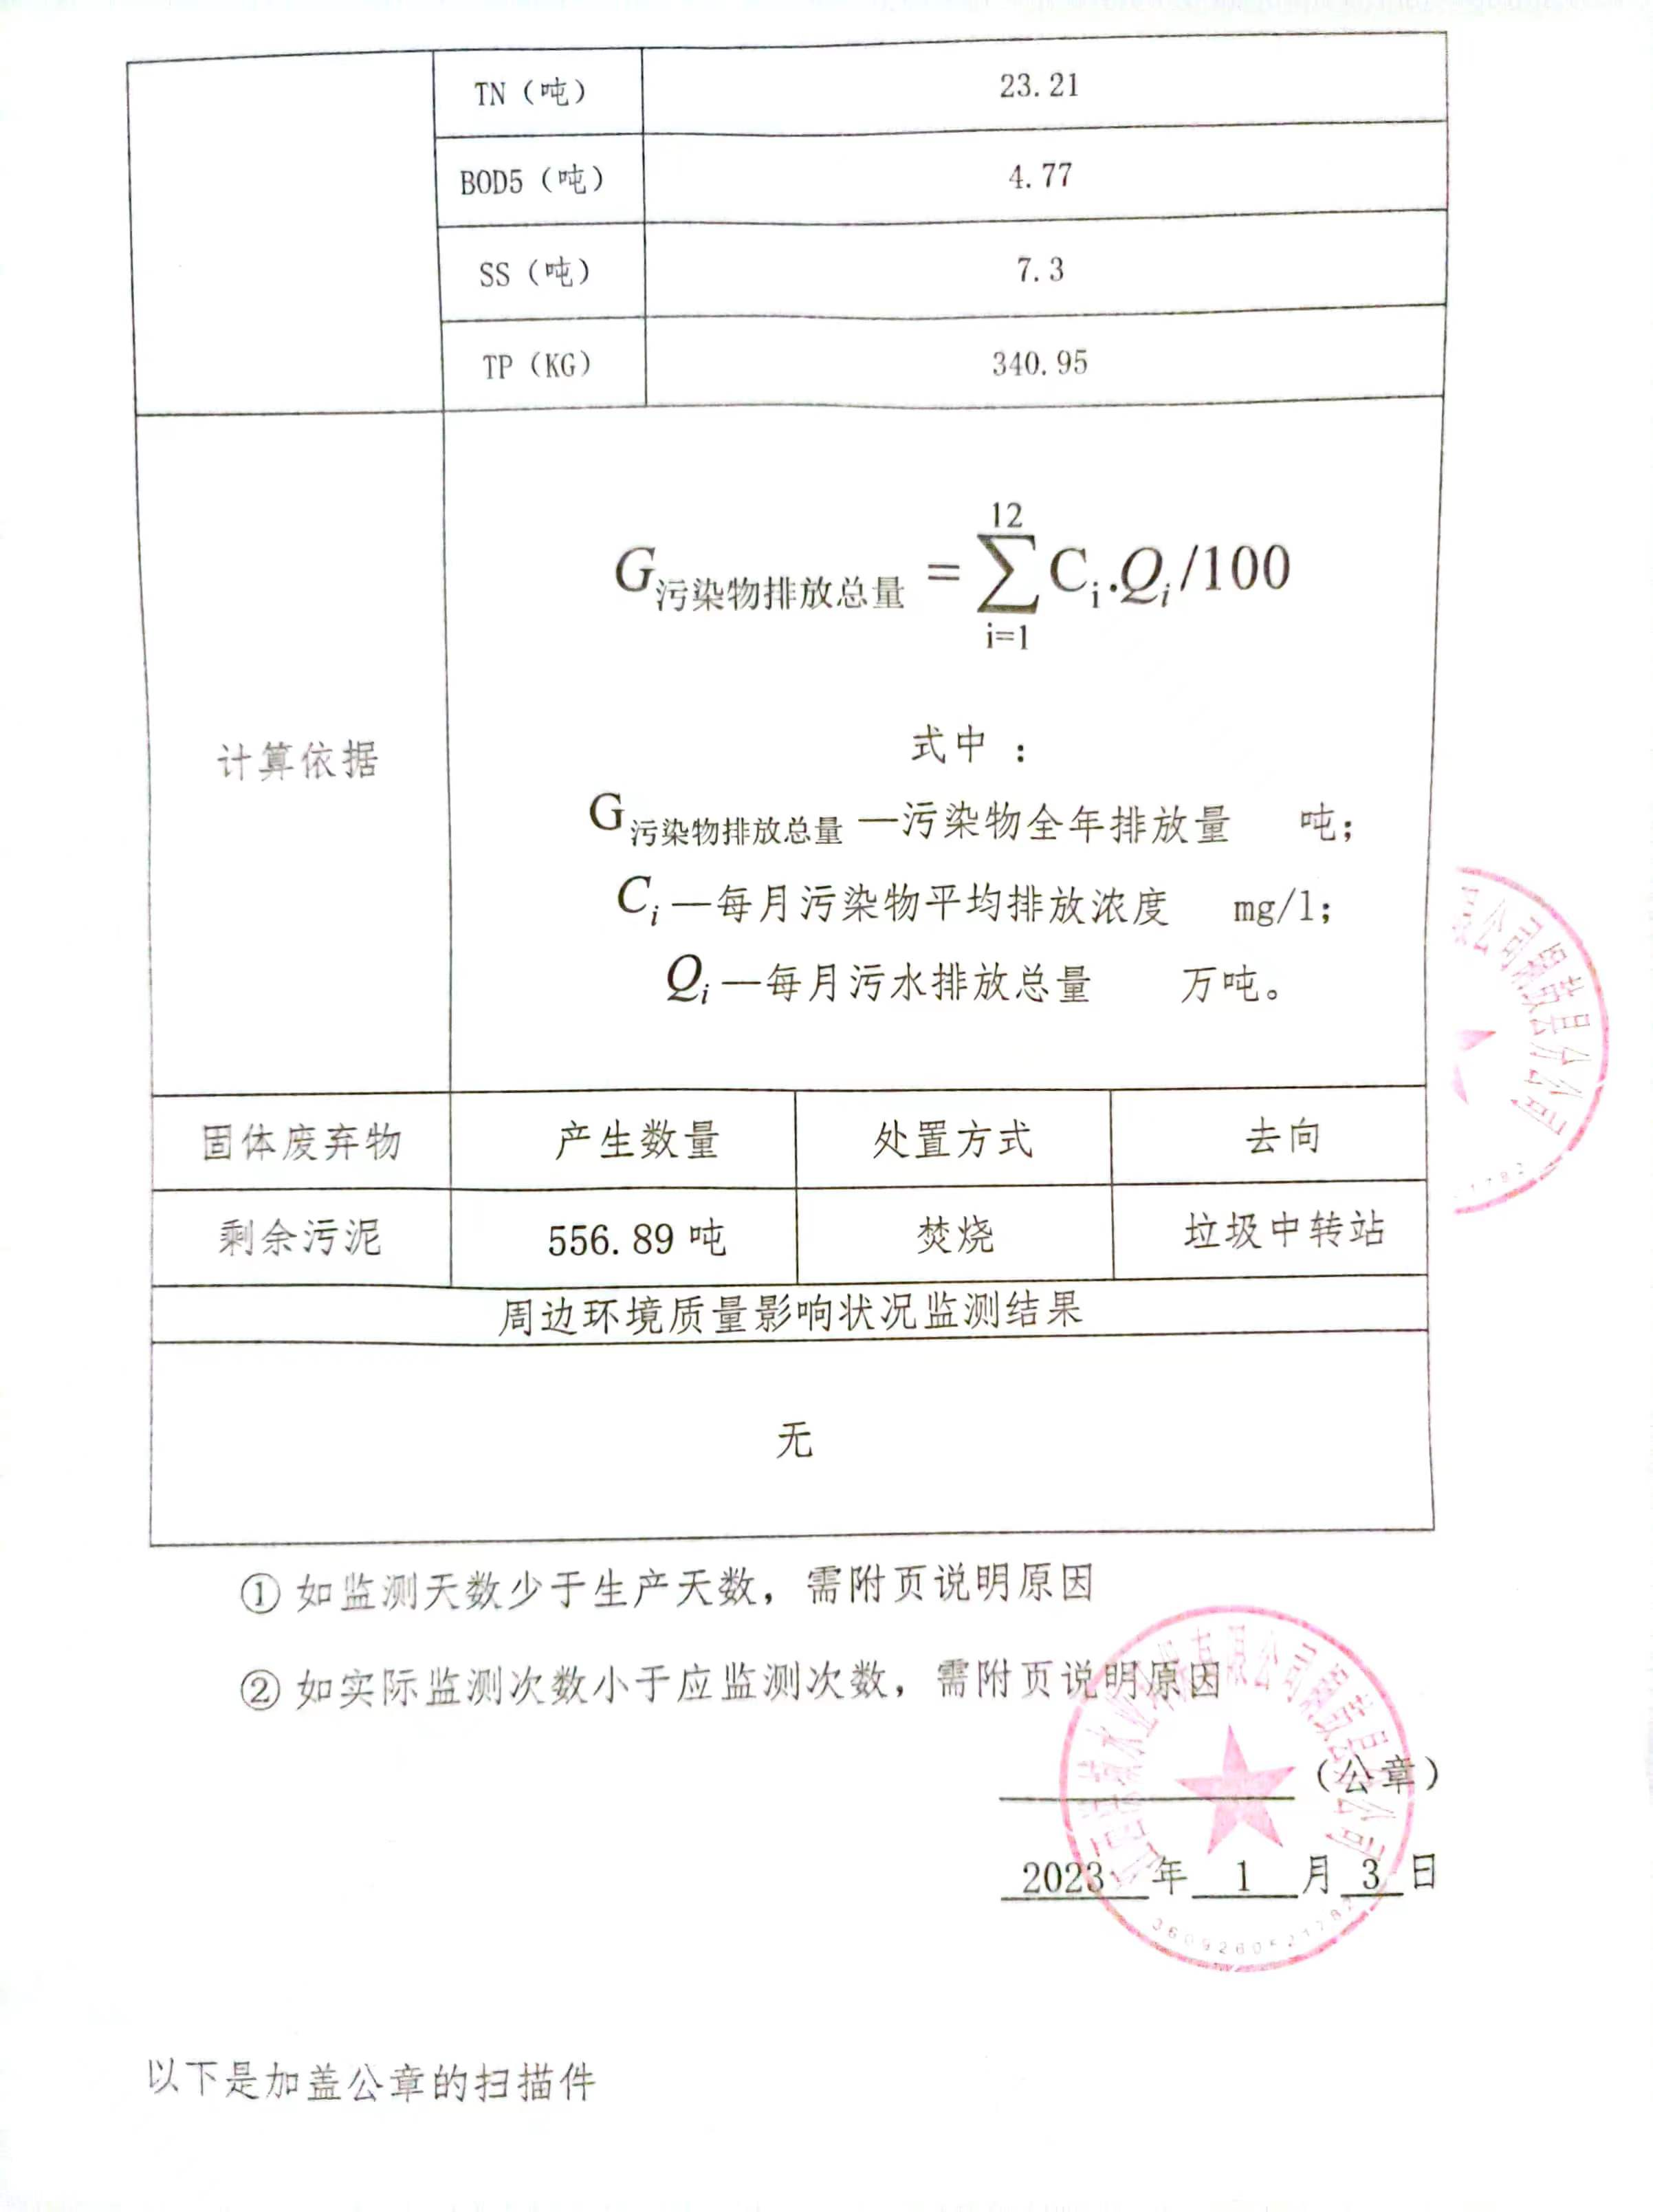 TN（吨） 23.21
BOD5（吨） 4.77
SS（吨） 7.3
TP（KG） 340.95
计算依据
12
G污染物排放总量 = ∑ Ci.Qi/100
i=1
式中 :
G污染物排放总量 —污染物全年排放量 吨;
Ci —每月污染物平均排放浓度 mg/l;
Qi —每月污水排放总量 万吨。
固体废弃物 产生数量 处置方式 去向
剩余污泥 556.89 吨 焚烧 垃圾中转站
周边环境质量影响状况监测结果
无
① 如监测天数少于生产天数，需附页说明原因
② 如实际监测次数小于应监测次数，需附页说明原因
（公章）
2023 年 1 月 3 日
以下是加盖公章的扫描件